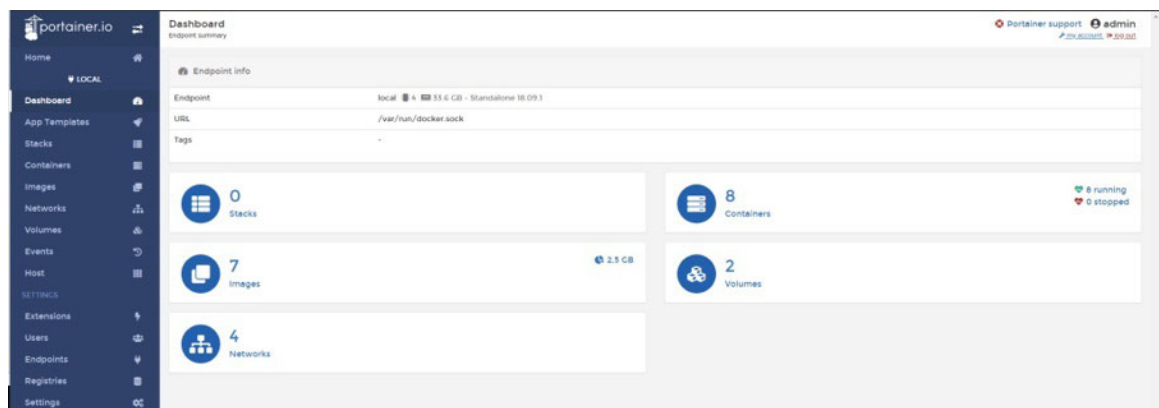 portainer.io
Home
LOCAL
Dashboard
App Templates
Stacks
Containers
Images
Networks
Volumes
Events
Host
SETTINGS
Extensions
Users
Endpoints
Registries
Settings
Dashboard
Endpoint summary
Portainer support admin
my account log out
Endpoint info
Endpoint local 4 33.6 GB - Standalone 18.09.1
URL /var/run/docker.sock
Tags -
0
Stacks
8
Containers
8 running
0 stopped
7
Images
2.5 GB
2
Volumes
4
Networks